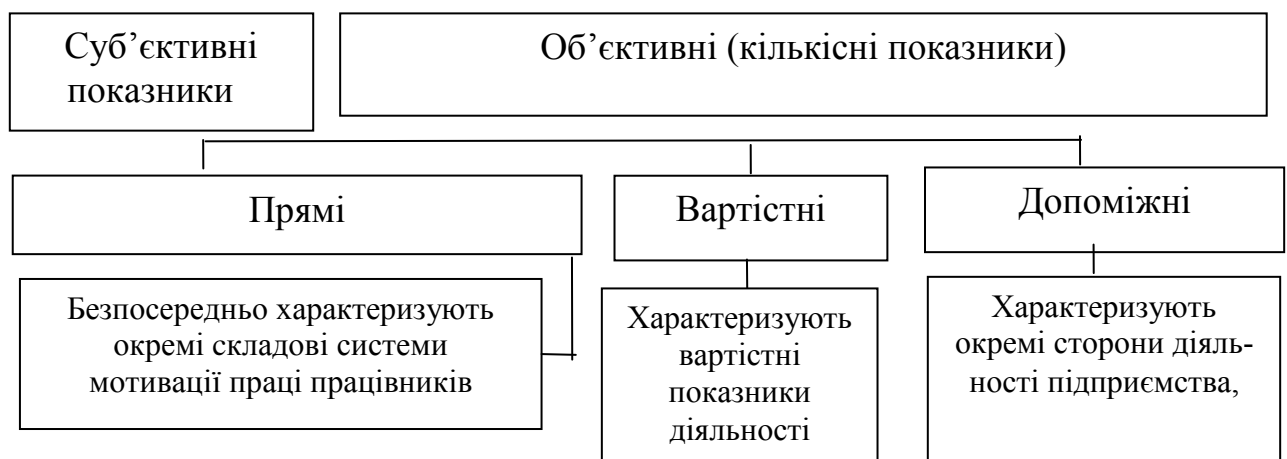 Суб’єктивні
показники
Об’єктивні (кількісні показники)
Прямі
Вартістні
Допоміжні
Безпосередньо характеризують
окремі складові системи
мотивації праці працівників
Характеризують
вартістні
показники
діяльності
Характеризують
окремі сторони діяль-
ності підприємства,